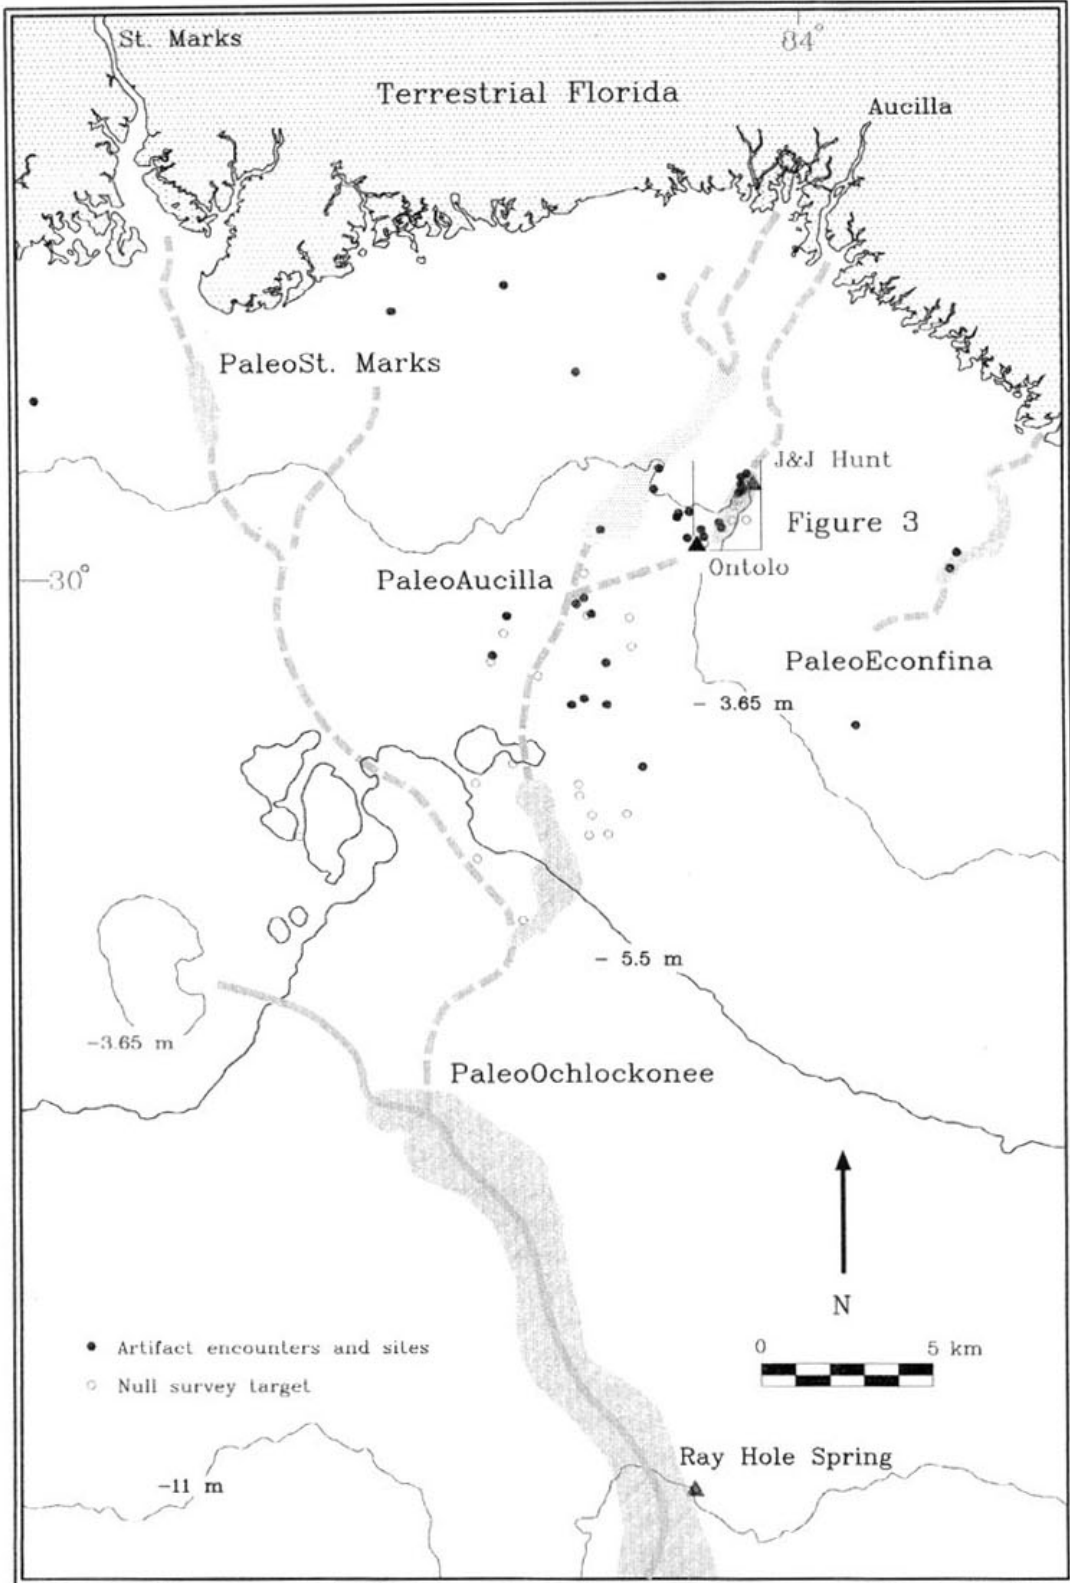 St. Marks
84°
Terrestrial Florida
Aucilla
PaleoSt. Marks
J&J Hunt
Figure 3
30°
PaleoAucilla
Ontolo
PaleoEconfina
- 3.65 m
- 5.5 m
-3.65 m
PaleoOchlockonee
N
Artifact encounters and sites
0 5 km
Null survey target
Ray Hole Spring
-11 m